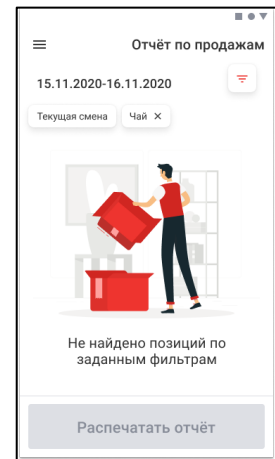 Отчёт по продажам
15.11.2020-16.11.2020
Текущая смена Чай ×
Не найдено позиций по
заданным фильтрам
Распечатать отчёт